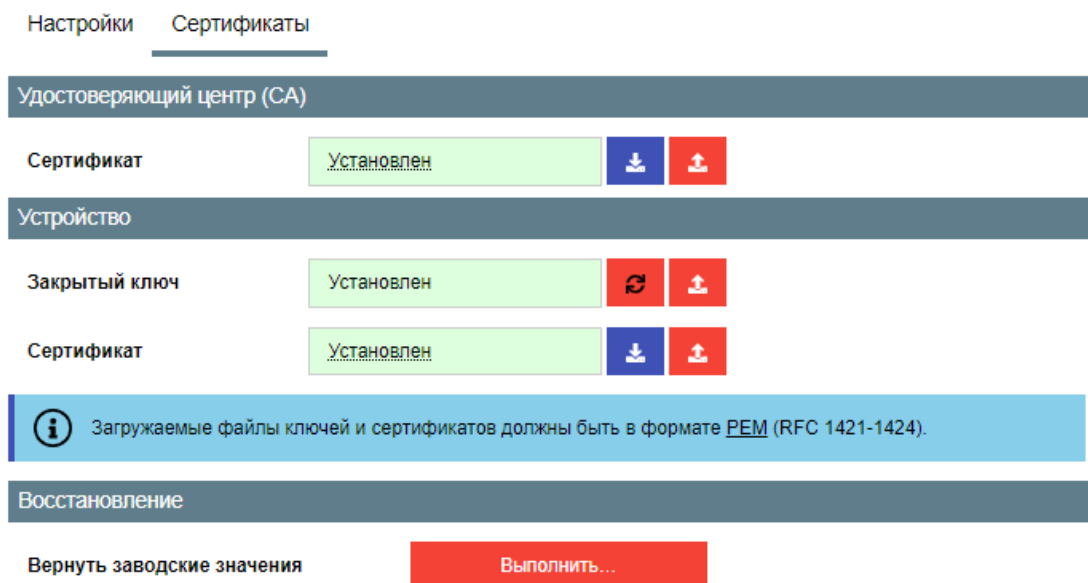 Настройки Сертификаты
Удостоверяющий центр (CA)
Сертификат Установлен
Устройство
Закрытый ключ Установлен
Сертификат Установлен
Загружаемые файлы ключей и сертификатов должны быть в формате PEM (RFC 1421-1424).
Восстановление
Вернуть заводские значения Выполнить...